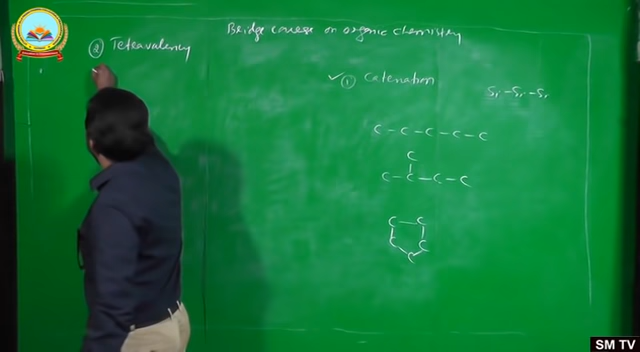 Bridge course on organic chemistry
② Tetravalency
✓ ① Catenation
Si - Si - Si
C - C - C - C - C
C
C - C - C - C
C - C
C C
C
SM TV